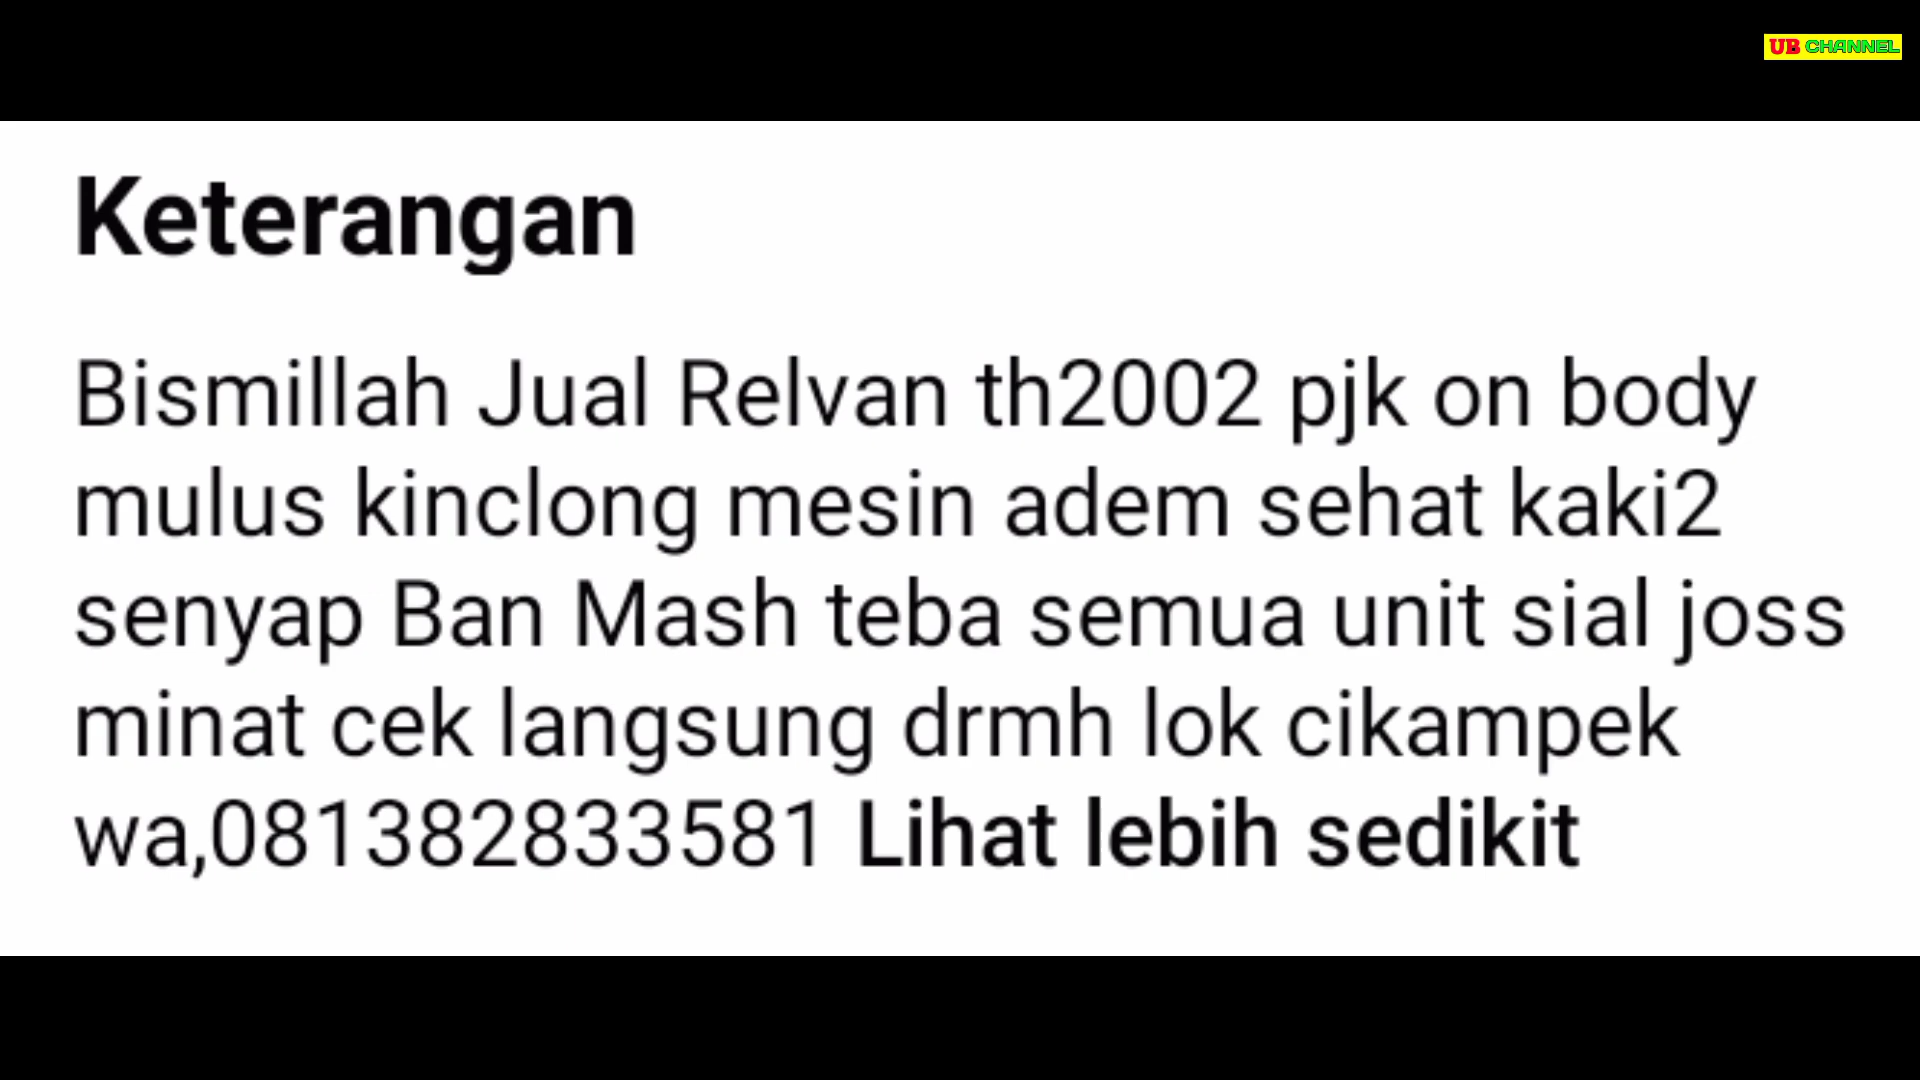 UB CHANNEL
Keterangan
Bismillah Jual Relvan th2002 pjk on body
mulus kinclong mesin adem sehat kaki2
senyap Ban Mash teba semua unit sial joss
minat cek langsung drmh lok cikampek
wa,081382833581 Lihat lebih sedikit